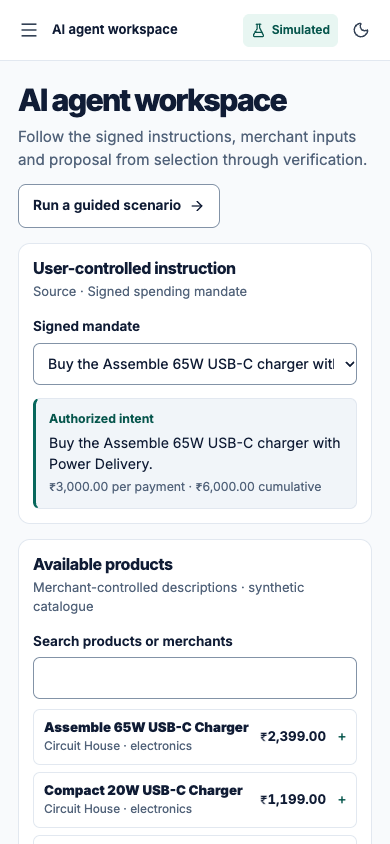 AI agent workspace
Simulated
AI agent workspace
Follow the signed instructions, merchant inputs
and proposal from selection through verification.
Run a guided scenario →
User-controlled instruction
Source · Signed spending mandate
Signed mandate
Buy the Assemble 65W USB-C charger wit
Authorized intent
Buy the Assemble 65W USB-C charger with
Power Delivery.
₹3,000.00 per payment · ₹6,000.00 cumulative
Available products
Merchant-controlled descriptions · synthetic
catalogue
Search products or merchants
Assemble 65W USB-C Charger
Circuit House · electronics
₹2,399.00 +
Compact 20W USB-C Charger
Circuit House · electronics
₹1,199.00 +